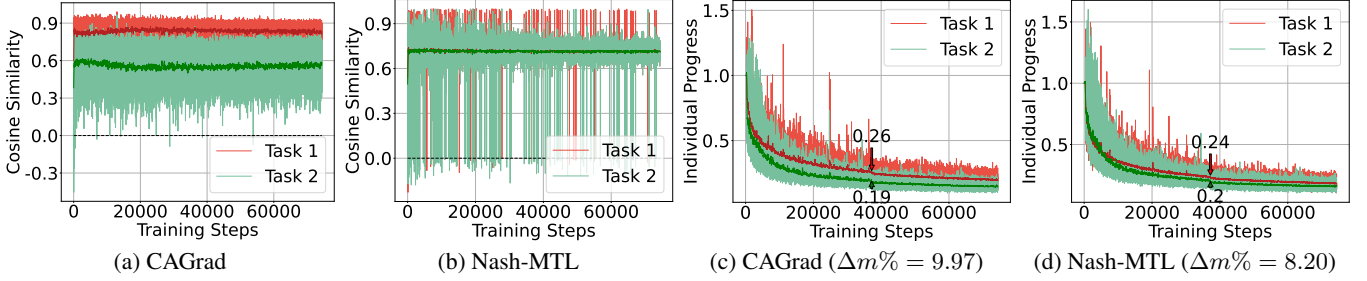 Cosine Similarity
0.9
0.6
0.3
0.0
-0.3
Task 1
Task 2
0 20000 40000 60000
Training Steps
(a) CAGrad
Cosine Similarity
0.9
0.6
0.3
0.0
Task 1
Task 2
0 20000 40000 60000
Training Steps
(b) Nash-MTL
Individual Progress
1.5
1.0
0.5
Task 1
Task 2
0.26
0.19
0 20000 40000 60000
Training Steps
(c) CAGrad (Δm% = 9.97)
Individual Progress
1.5
1.0
0.5
Task 1
Task 2
0.24
0.2
0 20000 40000 60000
Training Steps
(d) Nash-MTL (Δm% = 8.20)